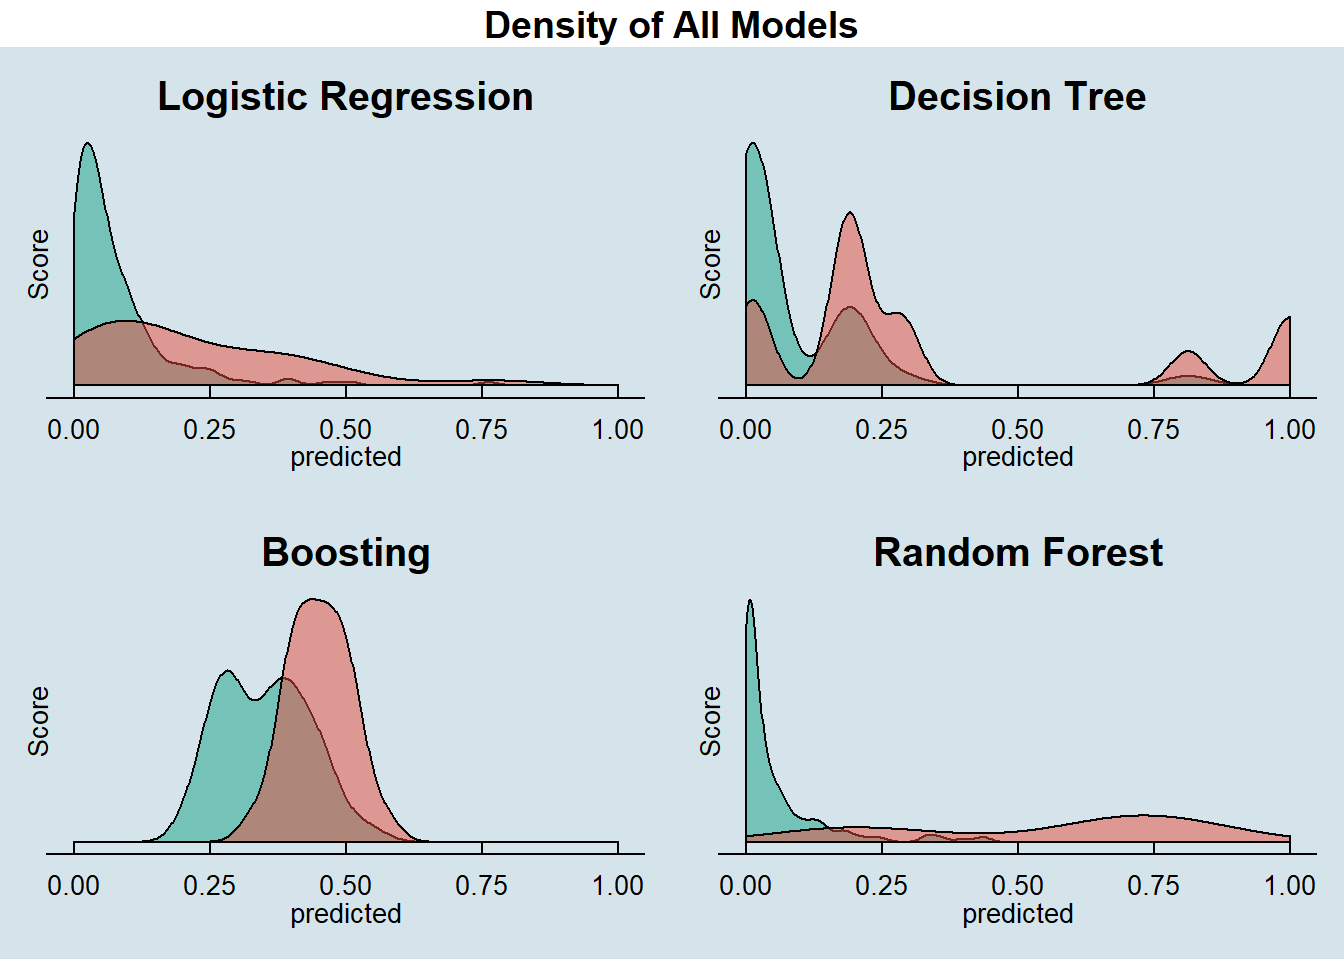 Density of All Models
Logistic Regression
Score
0.00 0.25 0.50 0.75 1.00
predicted
Decision Tree
Score
0.00 0.25 0.50 0.75 1.00
predicted
Boosting
Score
0.00 0.25 0.50 0.75 1.00
predicted
Random Forest
Score
0.00 0.25 0.50 0.75 1.00
predicted